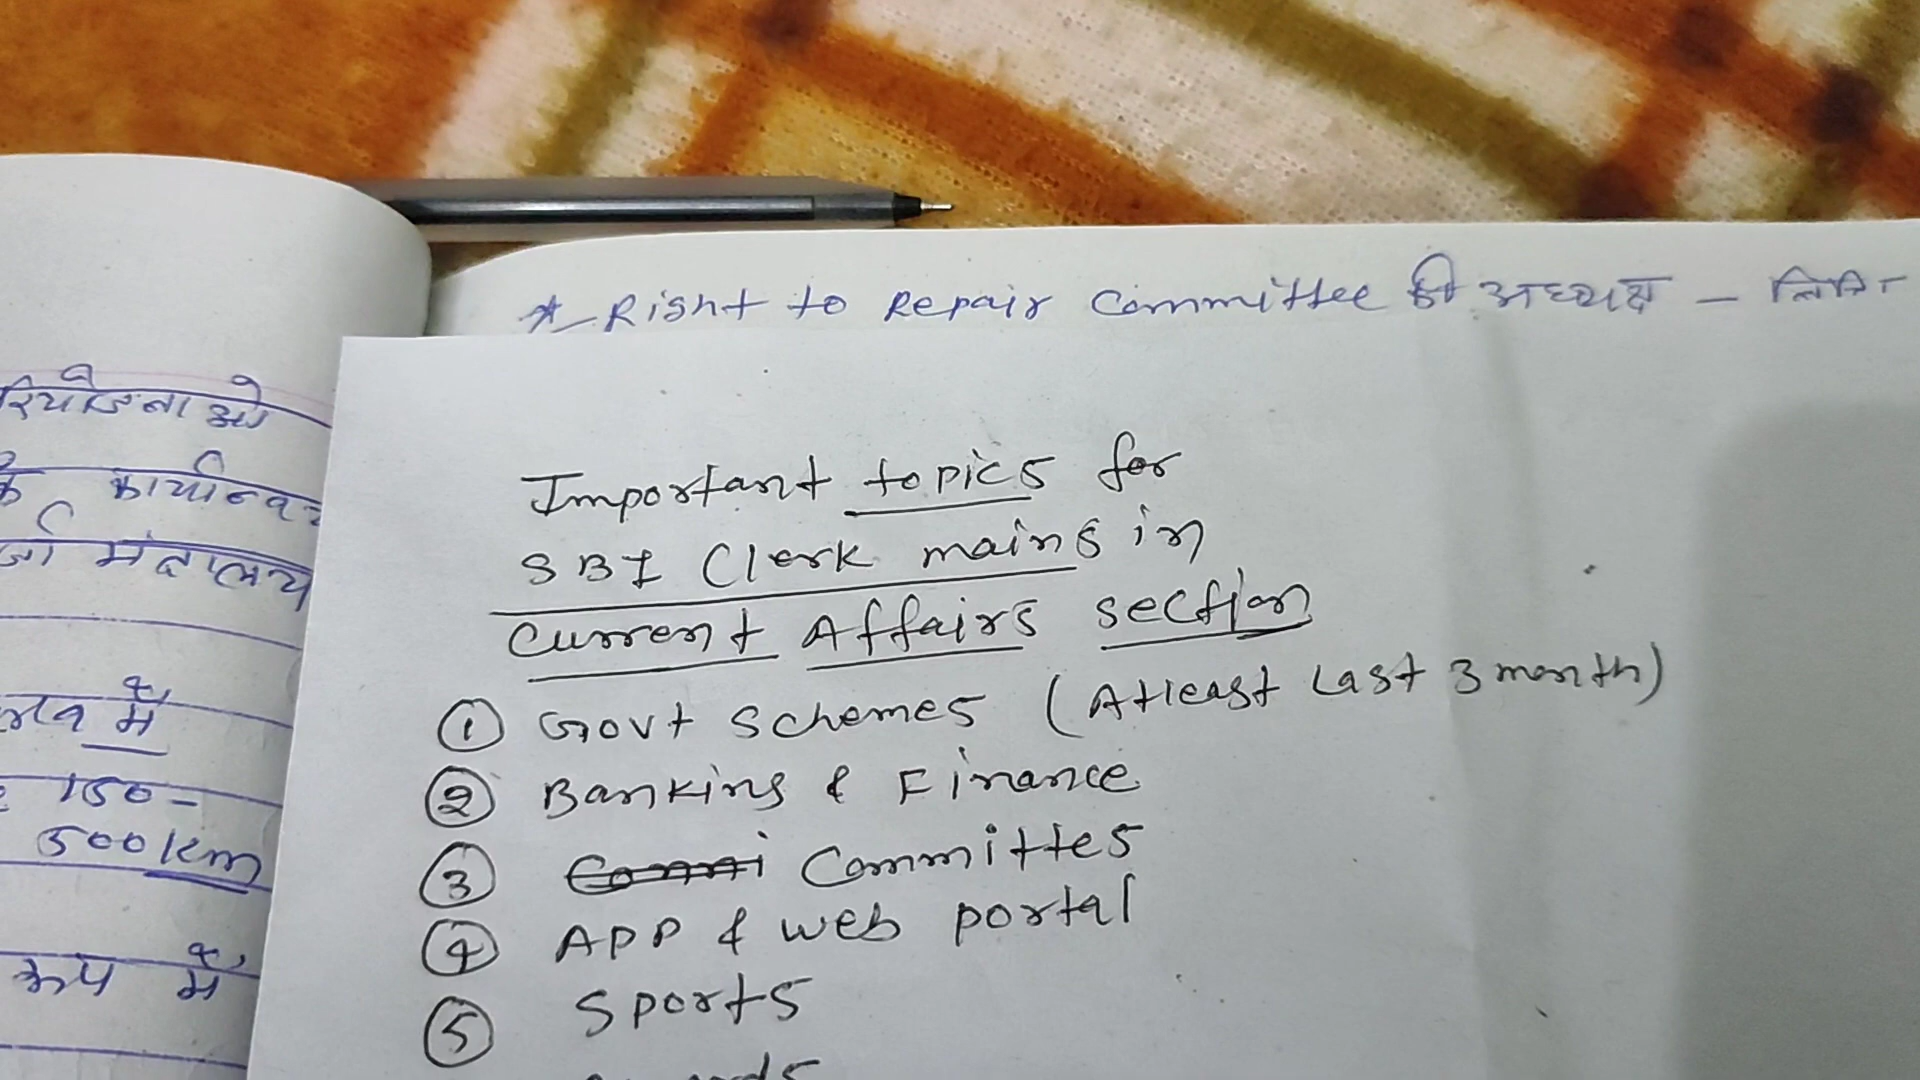 * Right to Repair Committee की अध्यक्ष -
Important topics for
SBI Clerk mains in
Current Affairs section
① Govt schemes (Atleast Last 3 month)
② Banking & Finance
③ Commi Committes
④ APP & web portal
⑤ Sports
में
150-
500km
रूप में